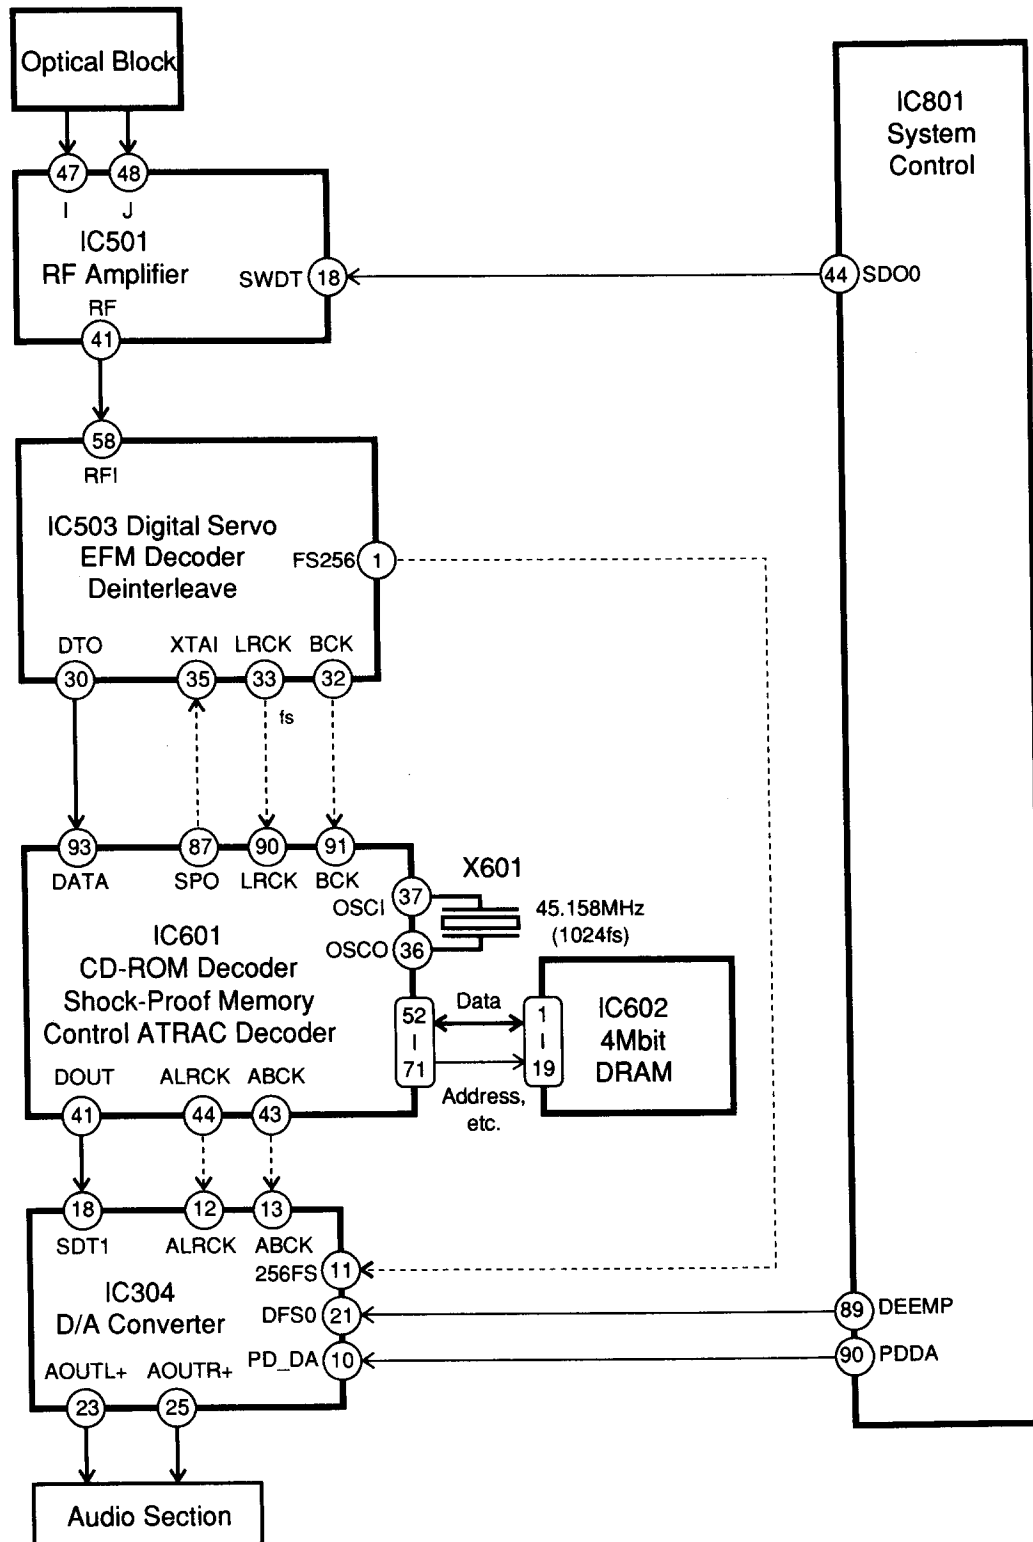 Optical Block
IC801
System
Control
47 48
I J
IC501
RF Amplifier
SWDT 18
44 SDO0
RF
41
58
RFI
IC503 Digital Servo
EFM Decoder
Deinterleave
FS256 1
DTO XTAI LRCK BCK
30 35 33 32
fs
93 87 90 91
DATA SPO LRCK BCK
X601
OSCI 37
45.158MHz
(1024fs)
OSCO 36
IC601
CD-ROM Decoder
Shock-Proof Memory
Control ATRAC Decoder
52
I
71
Data
Address,
etc.
1
I
19
IC602
4Mbit
DRAM
DOUT ALRCK ABCK
41 44 43
18 12 13
SDT1 ALRCK ABCK
256FS 11
IC304
D/A Converter
DFS0 21
89 DEEMP
PD_DA 10
90 PDDA
AOUTL+ AOUTR+
23 25
Audio Section